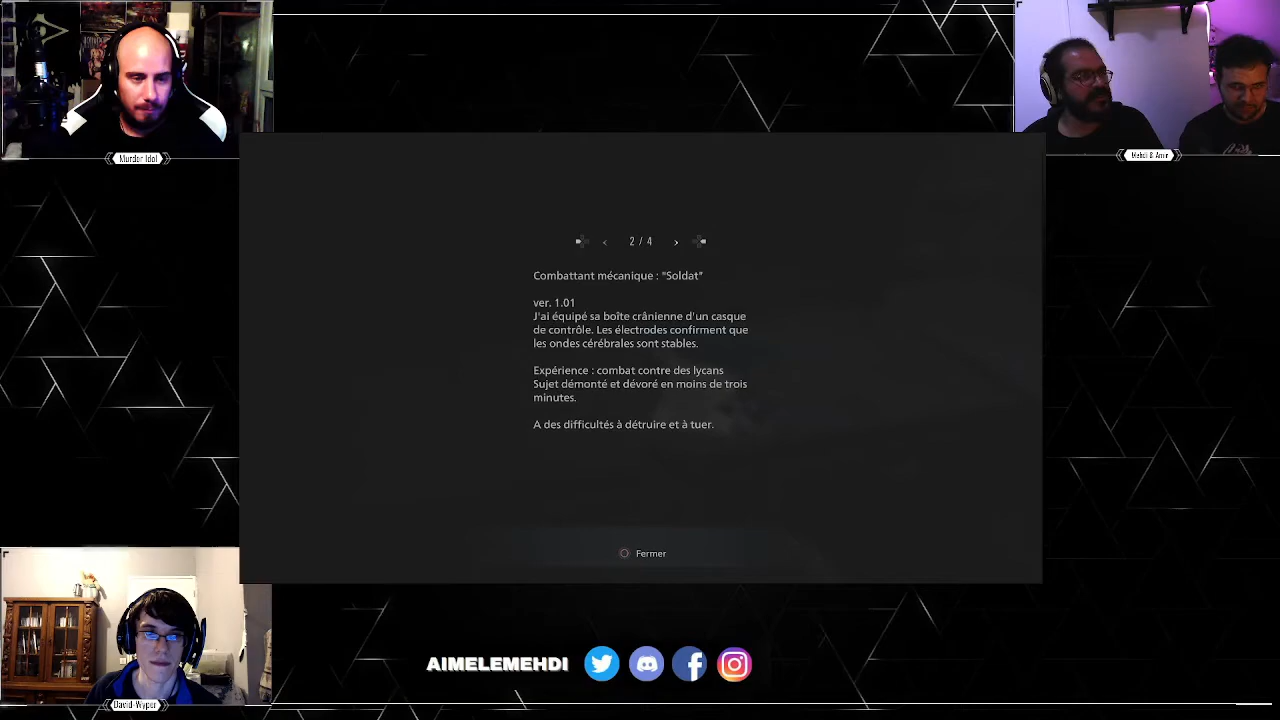 Murder Idol
Mehdi & Amir
‹ 2 / 4 ›
Combattant mécanique : "Soldat"
ver. 1.01
J'ai équipé sa boîte crânienne d'un casque
de contrôle. Les électrodes confirment que
les ondes cérébrales sont stables.
Expérience : combat contre des lycans
Sujet démonté et dévoré en moins de trois
minutes.
A des difficultés à détruire et à tuer.
Fermer
AIMELEMEHDI
David-Wyper